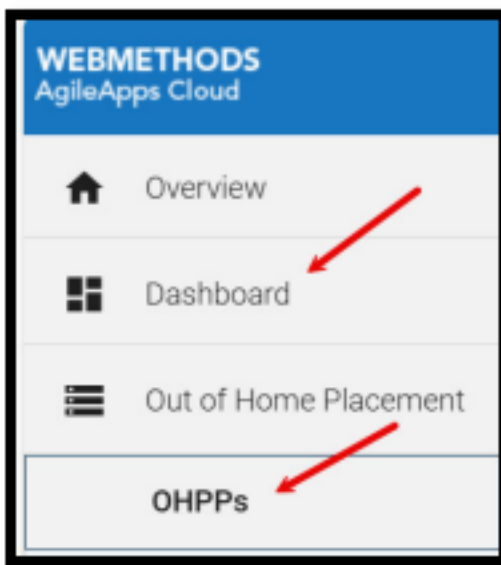 WEBMETHODS
AgileApps Cloud
Overview
Dashboard
Out of Home Placement
OHPPs